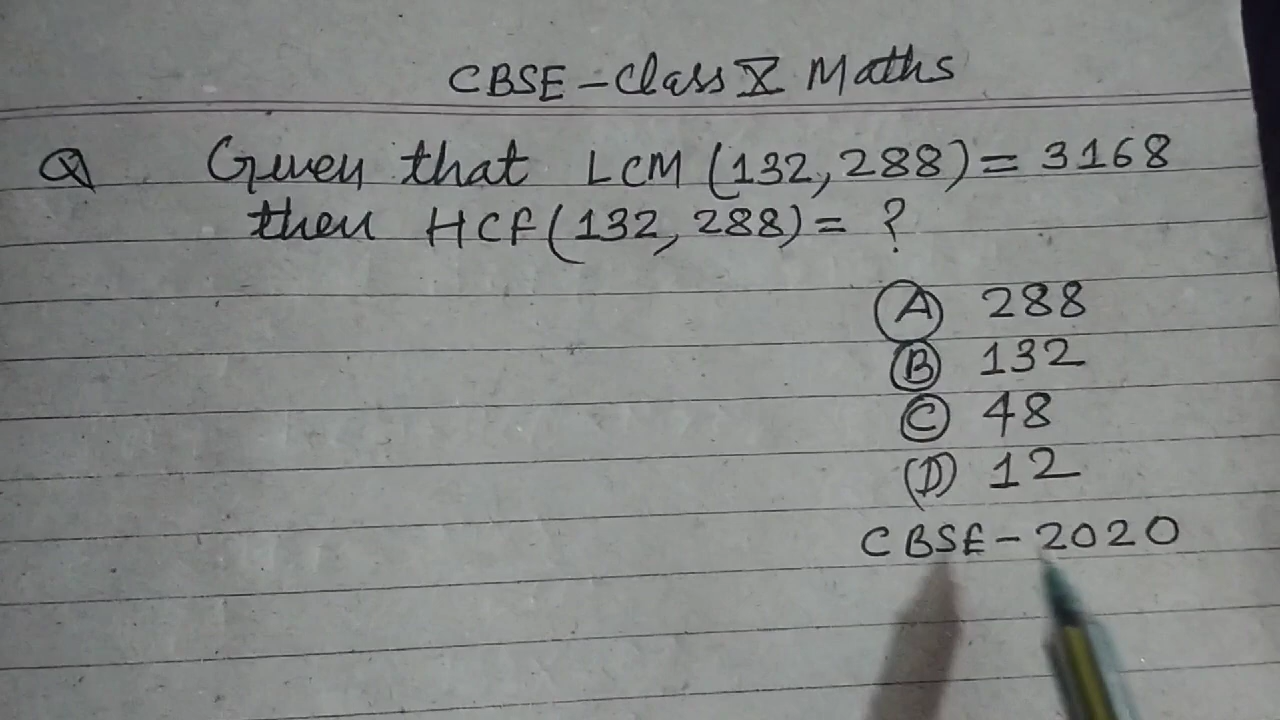 CBSE - Class X Maths
Q Given that LCM (132, 288) = 3168
then HCF (132, 288) = ?
(A) 288
(B) 132
(C) 48
(D) 12
CBSE - 2020